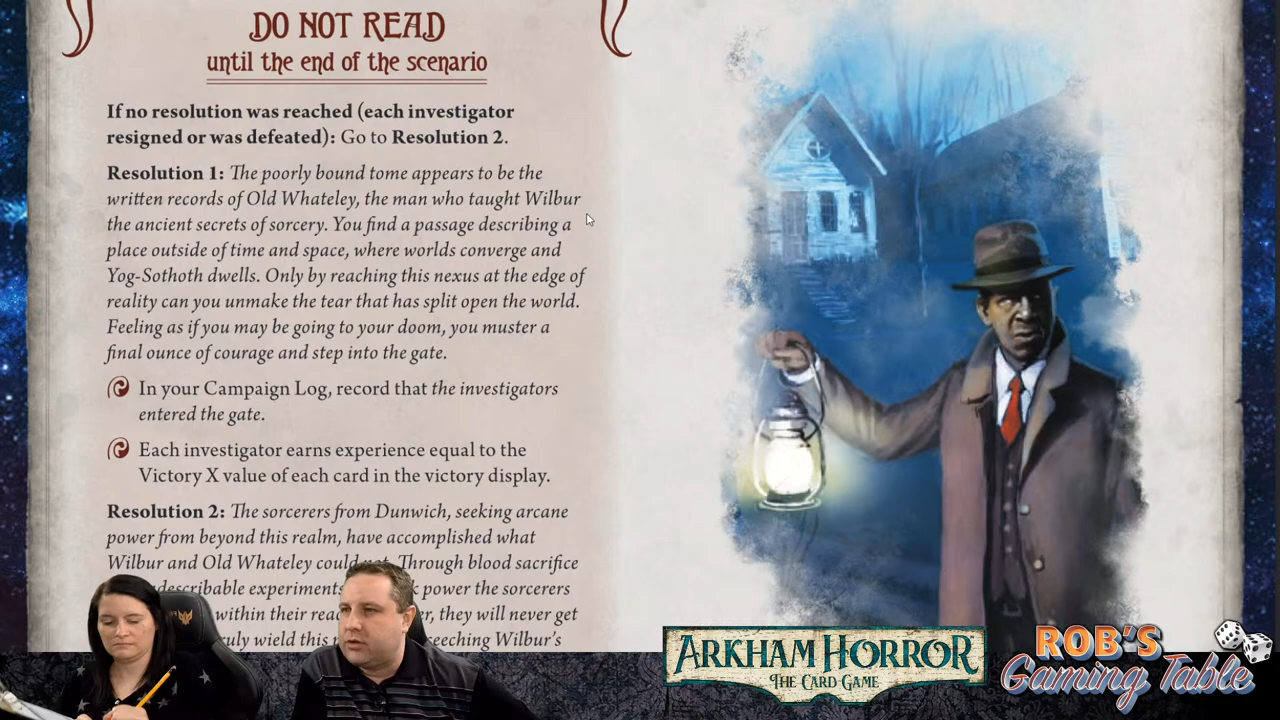 DO NOT READ
until the end of the scenario
If no resolution was reached (each investigator
resigned or was defeated): Go to Resolution 2.
Resolution 1: The poorly bound tome appears to be the
written records of Old Whateley, the man who taught Wilbur
the ancient secrets of sorcery. You find a passage describing a
place outside of time and space, where worlds converge and
Yog-Sothoth dwells. Only by reaching this nexus at the edge of
reality can you unmake the tear that has split open the world.
Feeling as if you may be going to your doom, you muster a
final ounce of courage and step into the gate.
In your Campaign Log, record that the investigators
entered the gate.
Each investigator earns experience equal to the
Victory X value of each card in the victory display.
Resolution 2: The sorcerers from Dunwich, seeking arcane
power from beyond this realm, have accomplished what
Wilbur and Old Whateley could Through blood sacrifice
describable experiments power the sorcerers
within their they will never get
wield this seeching Wilbur's
ARKHAM HORROR
THE CARD GAME
ROB'S
Gaming Table